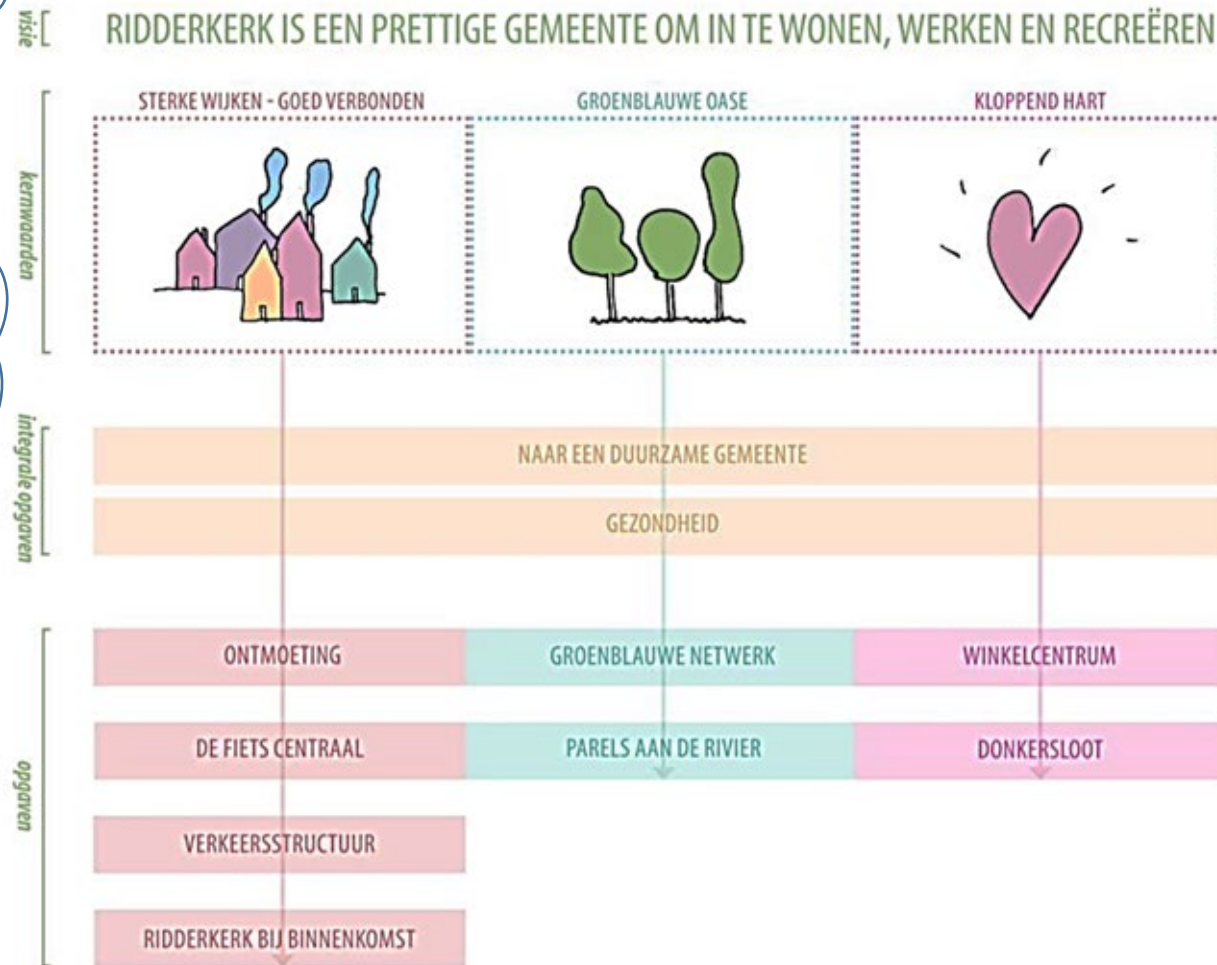 visie
RIDDERKERK IS EEN PRETTIGE GEMEENTE OM IN TE WONEN, WERKEN EN RECREËREN
kernwaarden
STERKE WIJKEN - GOED VERBONDEN
GROENBLAUWE OASE
KLOPPEND HART
integrale opgaven
NAAR EEN DUURZAME GEMEENTE
GEZONDHEID
opgaven
ONTMOETING
GROENBLAUWE NETWERK
WINKELCENTRUM
DE FIETS CENTRAAL
PARELS AAN DE RIVIER
DONKERSLOOT
VERKEERSSTRUCTUUR
RIDDERKERK BIJ BINNENKOMST